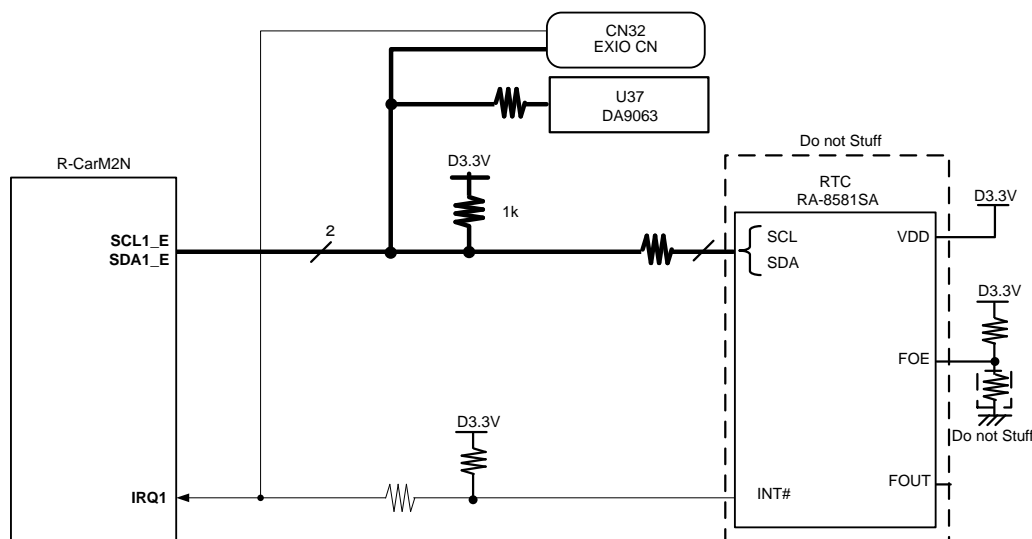 CN32
EXIO CN
U37
DA9063
Do not Stuff
R-CarM2N
D3.3V
RTC
RA-8581SA
D3.3V
1k
SCL1_E
SDA1_E
2
SCL
SDA
VDD
D3.3V
FOE
D3.3V
Do not Stuff
IRQ1
INT#
FOUT